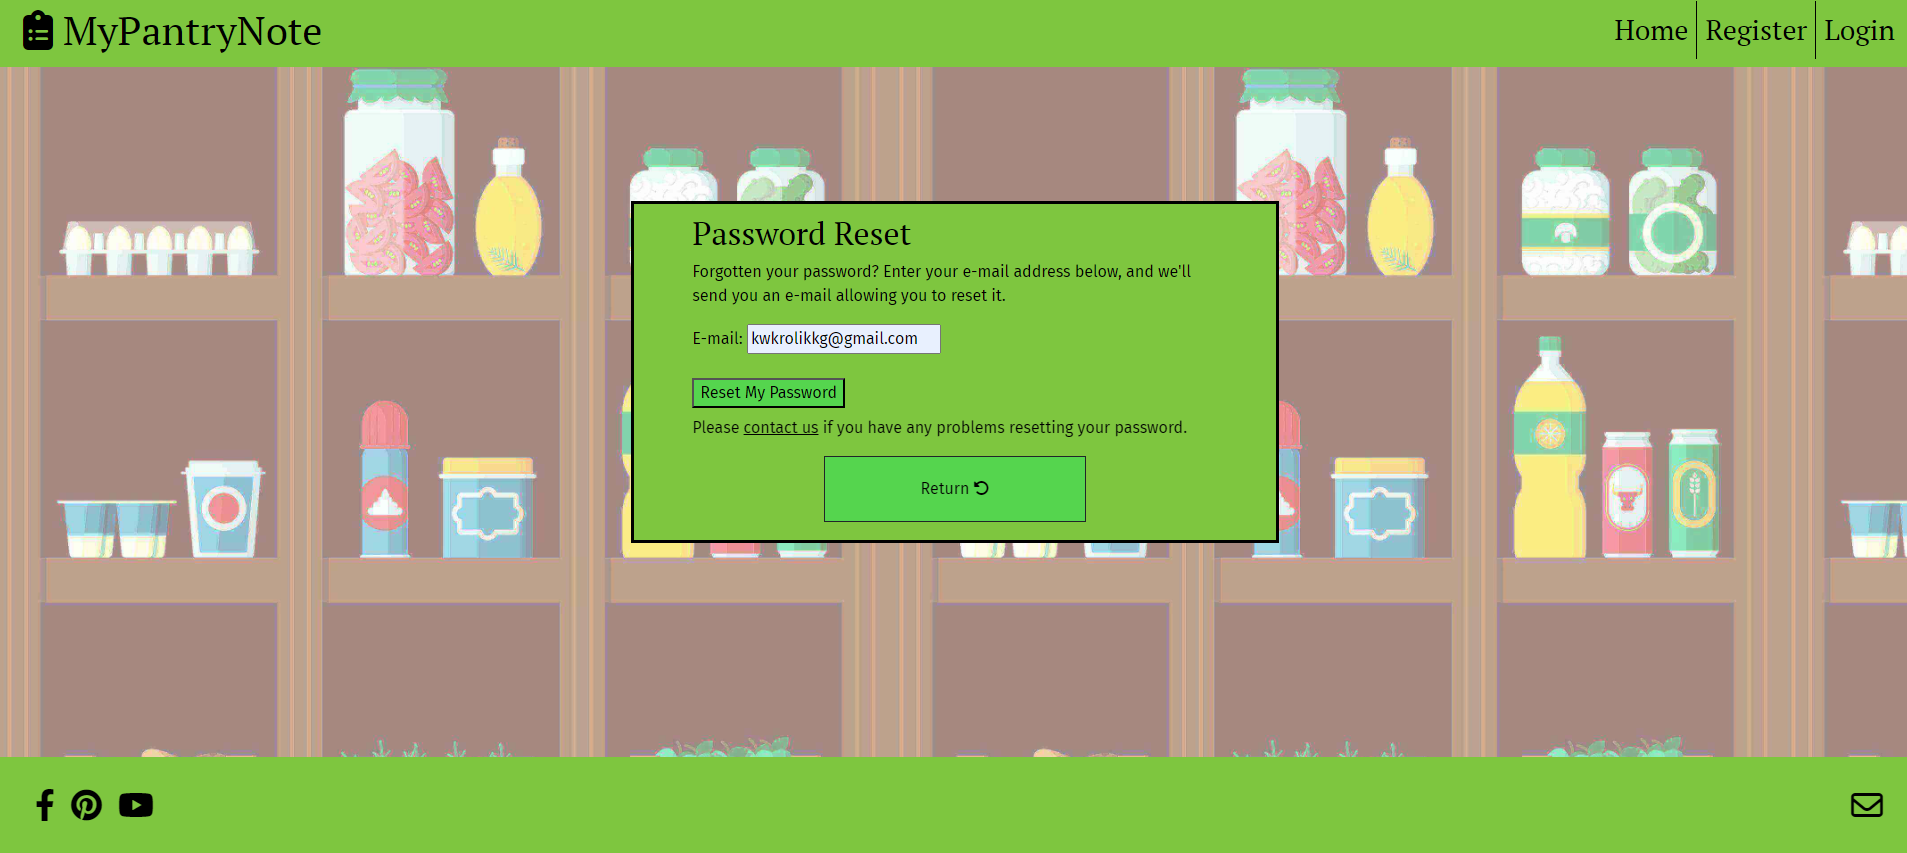 MyPantryNote
Home
Register
Login
Password Reset
Forgotten your password? Enter your e-mail address below, and we'll
send you an e-mail allowing you to reset it.
E-mail: kwkrolikkg@gmail.com
Reset My Password
Please contact us if you have any problems resetting your password.
Return